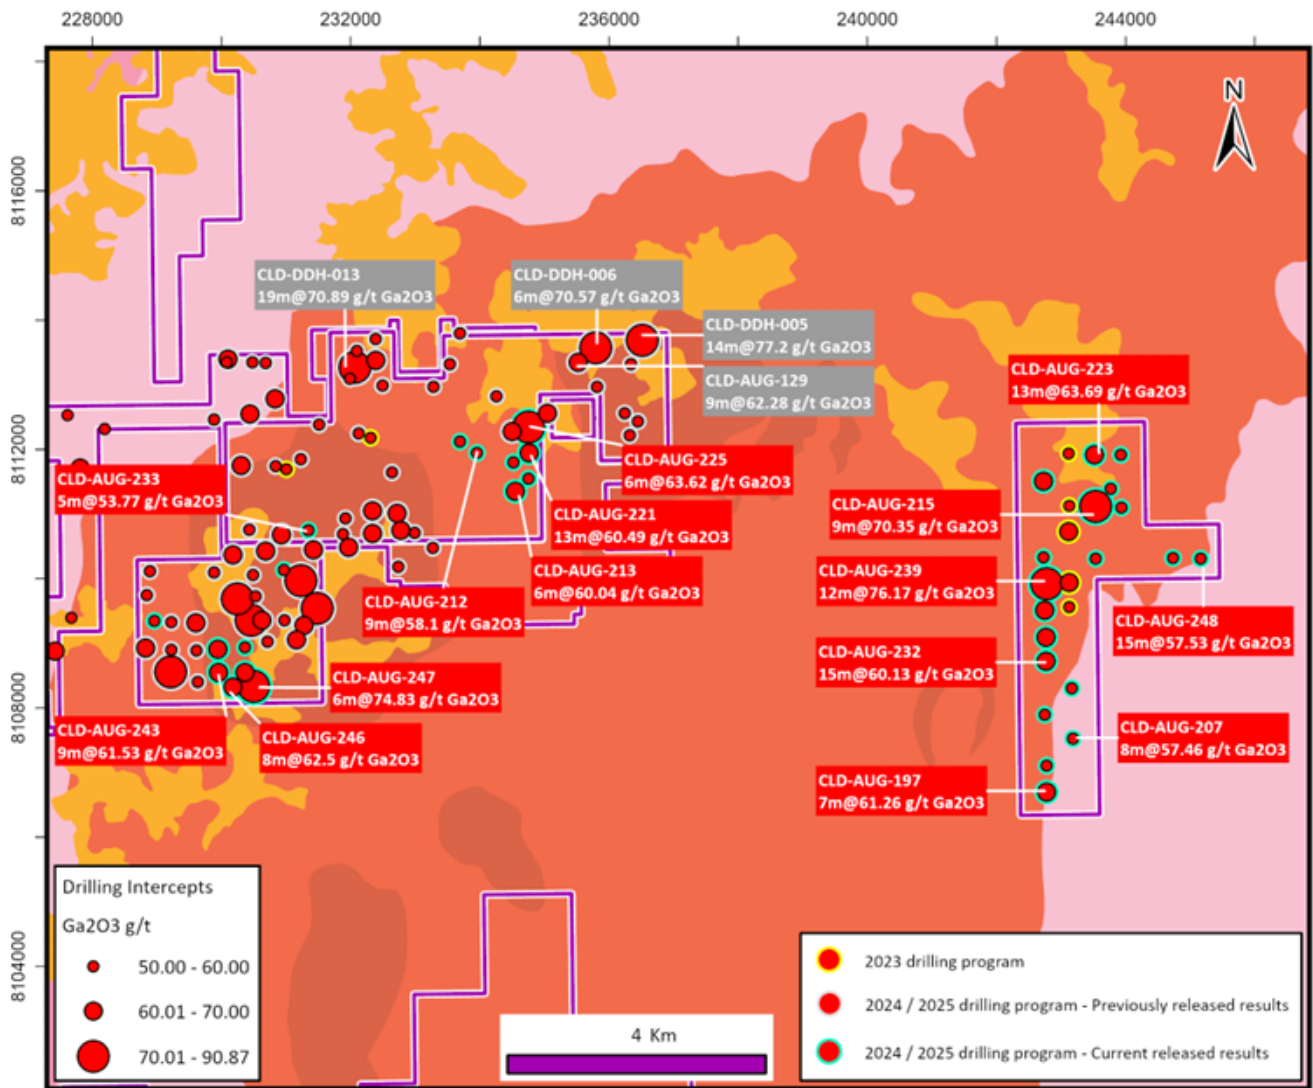 228000
232000
236000
240000
244000
N
8116000
8112000
8108000
8104000
CLD-DDH-013
19m@70.89 g/t Ga2O3
CLD-DDH-006
6m@70.57 g/t Ga2O3
CLD-DDH-005
14m@77.2 g/t Ga2O3
CLD-AUG-129
9m@62.28 g/t Ga2O3
CLD-AUG-223
13m@63.69 g/t Ga2O3
CLD-AUG-233
5m@53.77 g/t Ga2O3
CLD-AUG-225
6m@63.62 g/t Ga2O3
CLD-AUG-221
13m@60.49 g/t Ga2O3
CLD-AUG-215
9m@70.35 g/t Ga2O3
CLD-AUG-213
6m@60.04 g/t Ga2O3
CLD-AUG-239
12m@76.17 g/t Ga2O3
CLD-AUG-212
9m@58.1 g/t Ga2O3
CLD-AUG-248
15m@57.53 g/t Ga2O3
CLD-AUG-232
15m@60.13 g/t Ga2O3
CLD-AUG-247
6m@74.83 g/t Ga2O3
CLD-AUG-243
9m@61.53 g/t Ga2O3
CLD-AUG-246
8m@62.5 g/t Ga2O3
CLD-AUG-207
8m@57.46 g/t Ga2O3
CLD-AUG-197
7m@61.26 g/t Ga2O3
Drilling Intercepts
Ga2O3 g/t
50.00 - 60.00
60.01 - 70.00
70.01 - 90.87
4 Km
2023 drilling program
2024 / 2025 drilling program - Previously released results
2024 / 2025 drilling program - Current released results